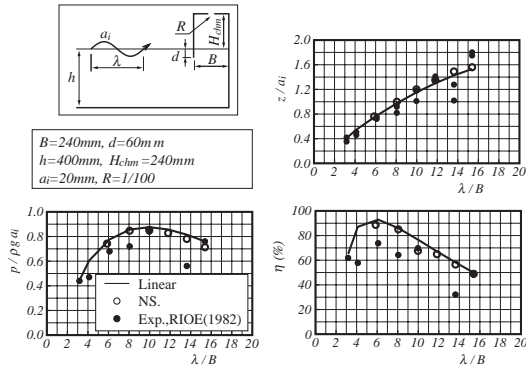 a_i
R
H_chm
λ
d
B
h
B=240mm, d=60mm
h=400mm, H_chm=240mm
a_i=20mm, R=1/100
2.0
1.6
1.2
0.8
0.4
0.0
z / a_i
0 2 4 6 8 10 12 14 16 18 20
λ / B
1.0
0.8
0.6
0.4
0.2
0.0
p / ρ g a_i
Linear
NS.
Exp.,RIOE(1982)
0 2 4 6 8 10 12 14 16 18 20
λ / B
100
80
60
40
20
0
η (%)
0 2 4 6 8 10 12 14 16 18 20
λ / B